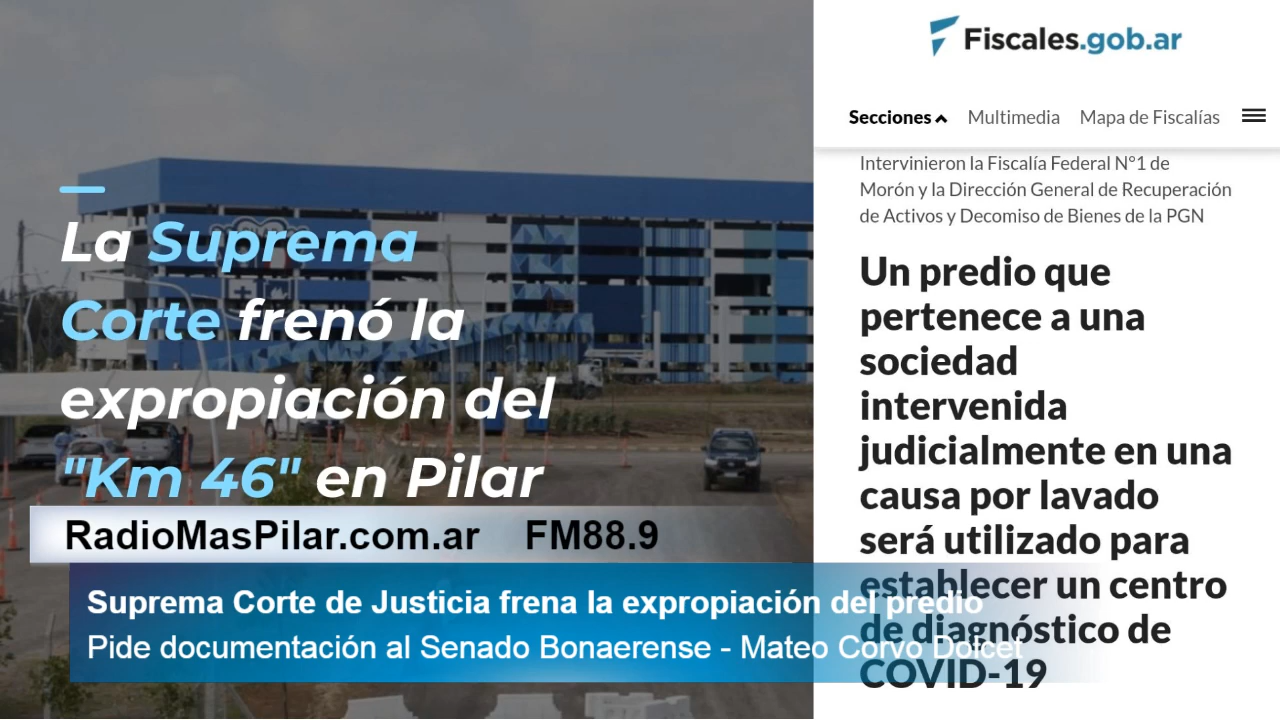 La Suprema
Corte frenó la
expropiación del
"Km 46" en Pilar
RadioMasPilar.com.ar FM88.9
Suprema Corte de Justicia frena la expropiación del predio
Pide documentación al Senado Bonaerense - Mateo Corvo Dolcet
Fiscales.gob.ar
Secciones Multimedia Mapa de Fiscalías
Intervinieron la Fiscalía Federal N°1 de
Morón y la Dirección General de Recuperación
de Activos y Decomiso de Bienes de la PGN
Un predio que
pertenece a una
sociedad
intervenida
judicialmente en una
causa por lavado
será utilizado para
establecer un centro
de diagnóstico de
COVID-19